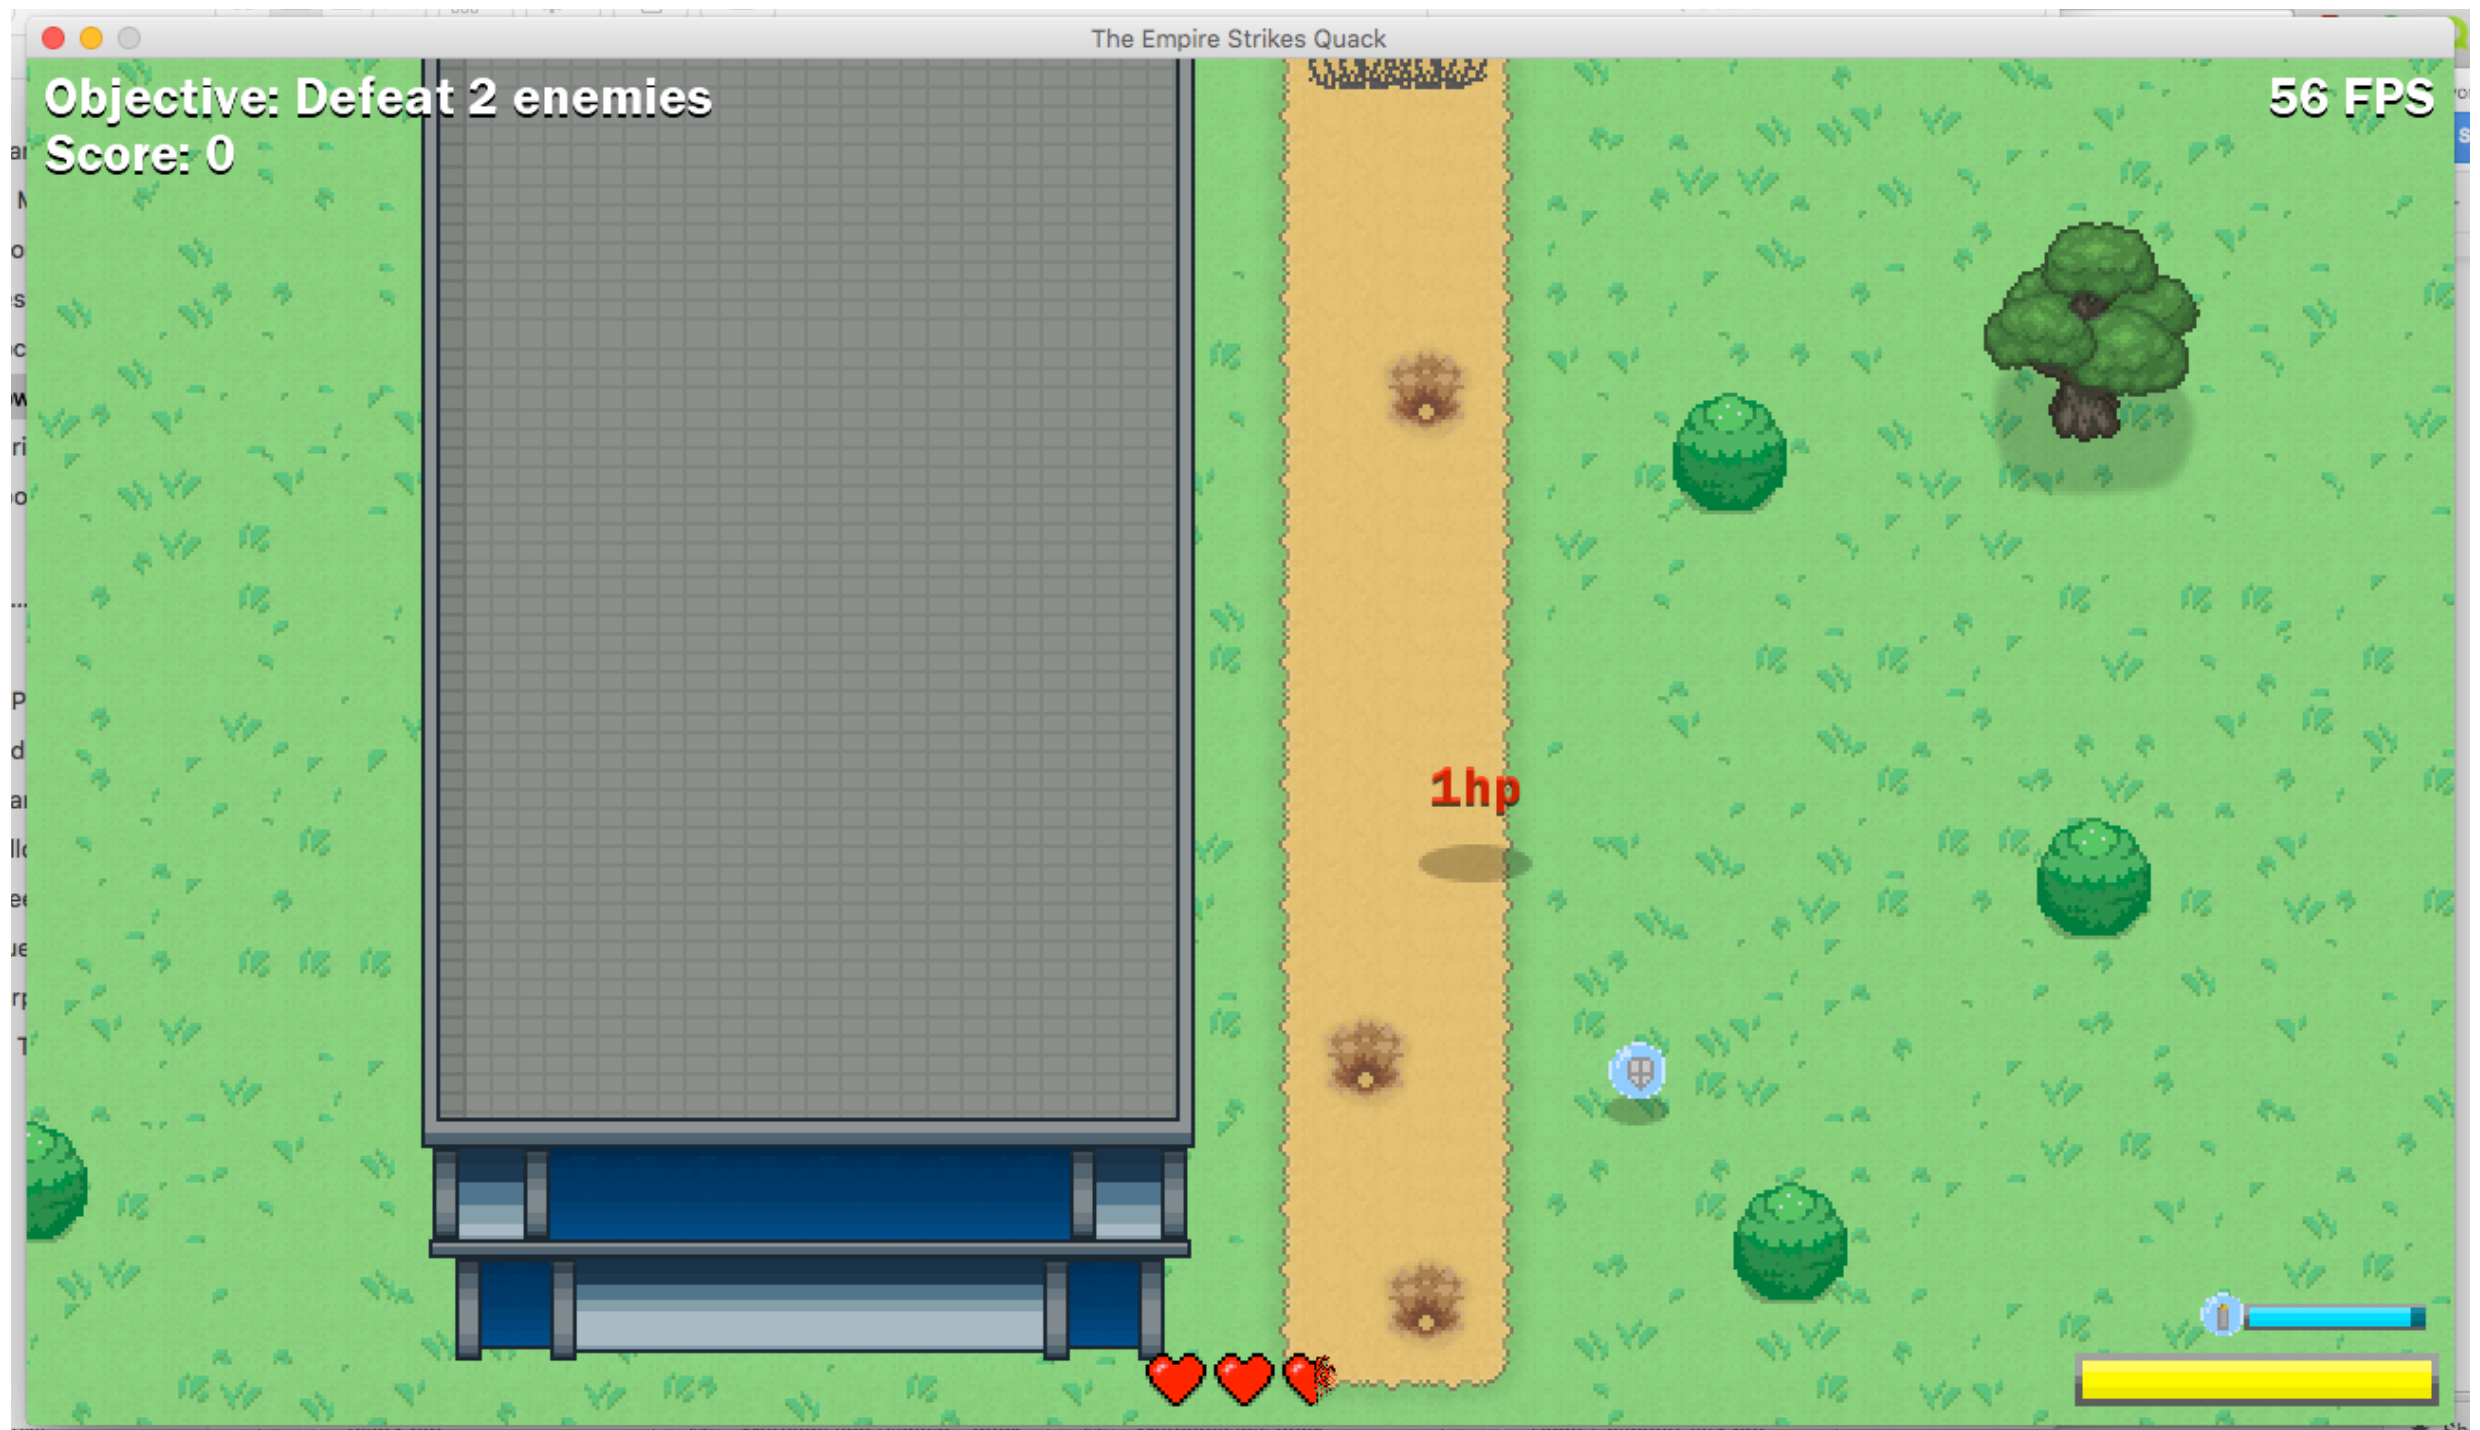 The Empire Strikes Quack
Objective: Defeat 2 enemies
56 FPS
Score: 0
1hp